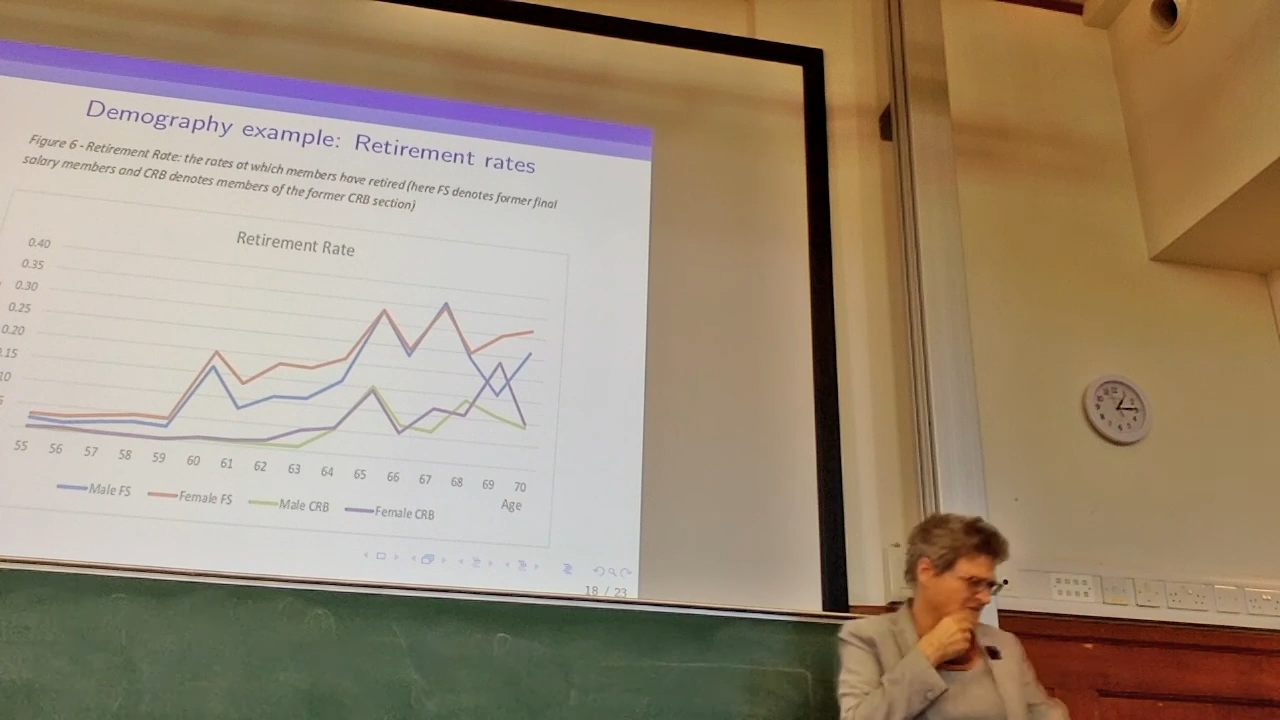 Demography example: Retirement rates
Figure 6 - Retirement Rate: the rates at which members have retired (here FS denotes former final
salary members and CRB denotes members of the former CRB section)
Retirement Rate
0.40
0.35
0.30
0.25
0.20
.15
10
55 56 57 58 59 60 61 62 63 64 65 66 67 68 69 70
Age
Male FS Female FS Male CRB Female CRB
18 / 23